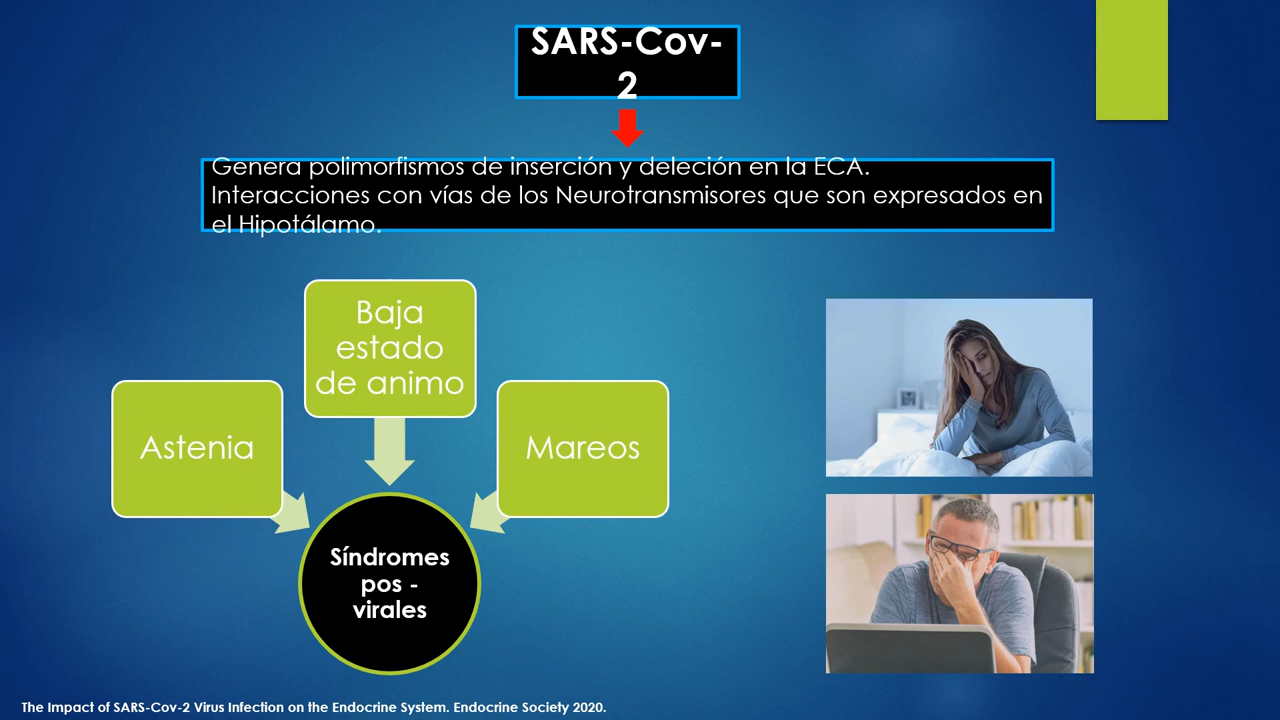 SARS-Cov-
2
Genera polimorfismos de inserción y deleción en la ECA.
Interacciones con vías de los Neurotransmisores que son expresados en
el Hipotálamo.
Baja
estado
de animo
Astenia
Mareos
Síndromes
pos -
virales
The Impact of SARS-Cov-2 Virus Infection on the Endocrine System. Endocrine Society 2020.